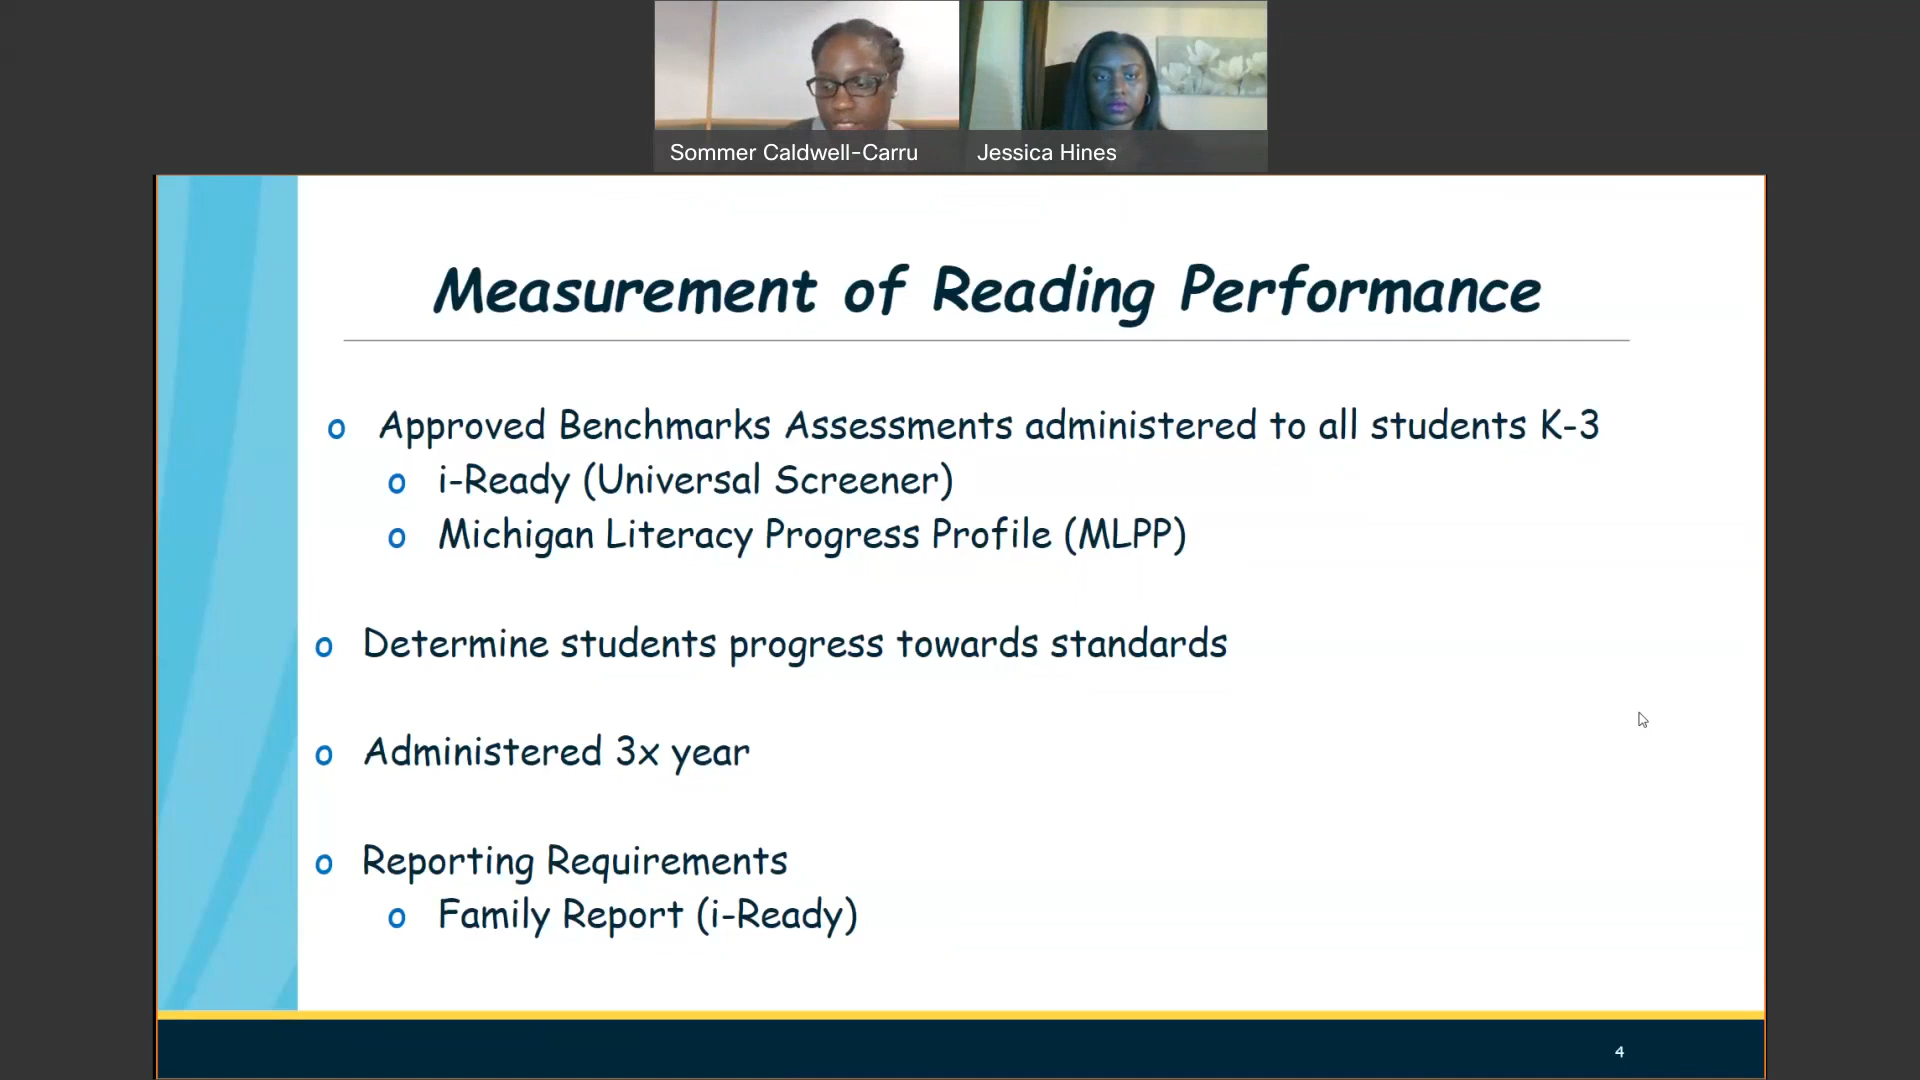 Sommer Caldwell-Carru
Jessica Hines
Measurement of Reading Performance
o Approved Benchmarks Assessments administered to all students K-3
o i-Ready (Universal Screener)
o Michigan Literacy Progress Profile (MLPP)
o Determine students progress towards standards
o Administered 3x year
o Reporting Requirements
o Family Report (i-Ready)
4